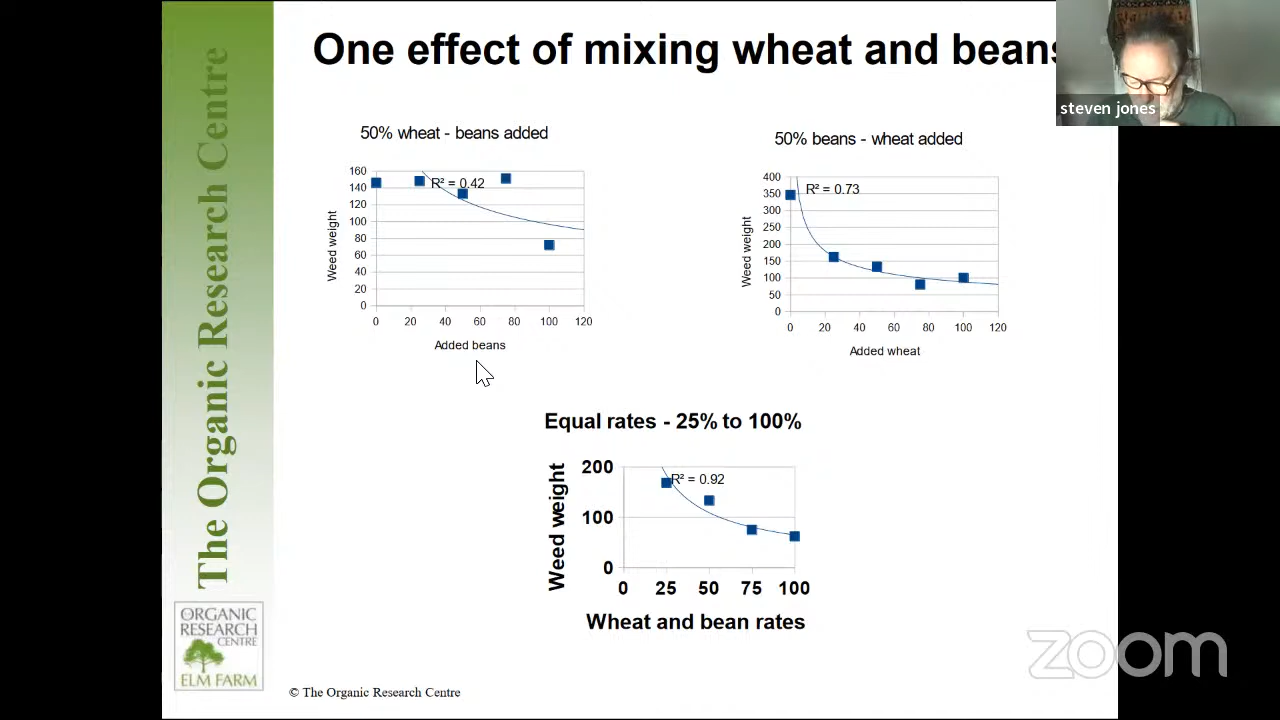 One effect of mixing wheat and beans
steven jones
The Organic Research Centre
50% wheat - beans added
160
140
120
100
80
60
40
20
0
R² = 0.42
Weed weight
0 20 40 60 80 100 120
Added beans
50% beans - wheat added
400
350
300
250
200
150
100
50
0
R² = 0.73
Weed weight
0 20 40 60 80 100 120
Added wheat
Equal rates - 25% to 100%
200
100
0
R² = 0.92
Weed weight
0 25 50 75 100
Wheat and bean rates
ORGANIC
RESEARCH
CENTRE
ELM FARM
© The Organic Research Centre
zoom